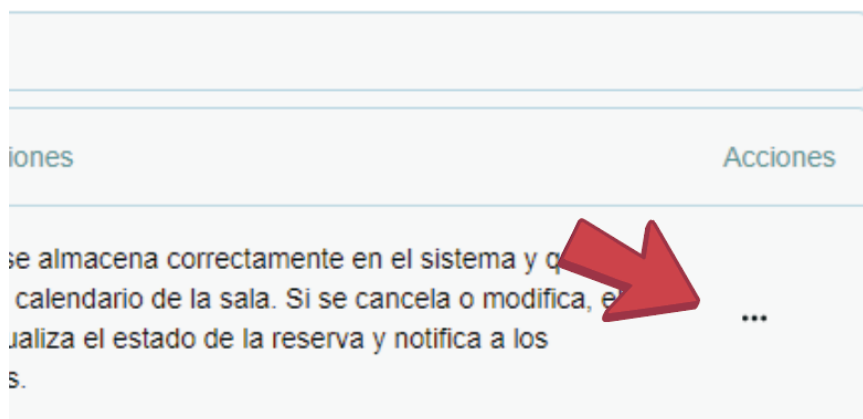 iones Acciones
se almacena correctamente en el sistema y q
calendario de la sala. Si se cancela o modifica, e
ualiza el estado de la reserva y notifica a los
s.
...